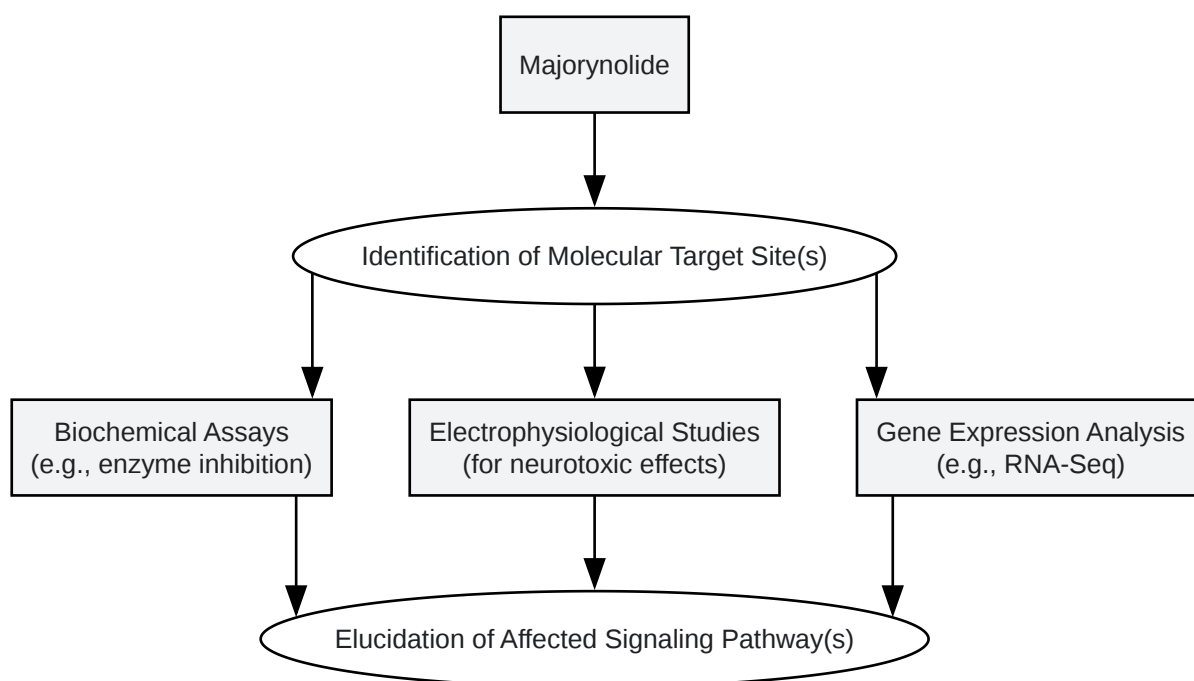 Majorynolide
Identification of Molecular Target Site(s)
Biochemical Assays
(e.g., enzyme inhibition)
Electrophysiological Studies
(for neurotoxic effects)
Gene Expression Analysis
(e.g., RNA-Seq)
Elucidation of Affected Signaling Pathway(s)